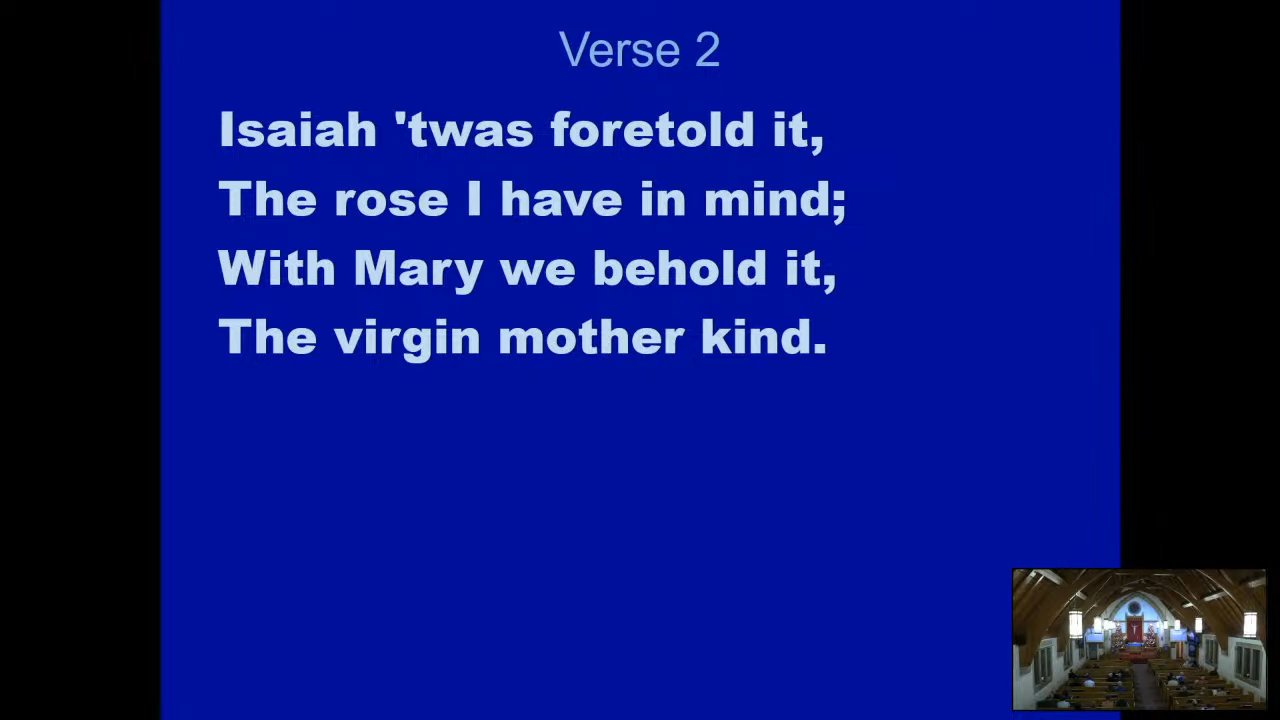 Verse 2
Isaiah 'twas foretold it,
The rose I have in mind;
With Mary we behold it,
The virgin mother kind.